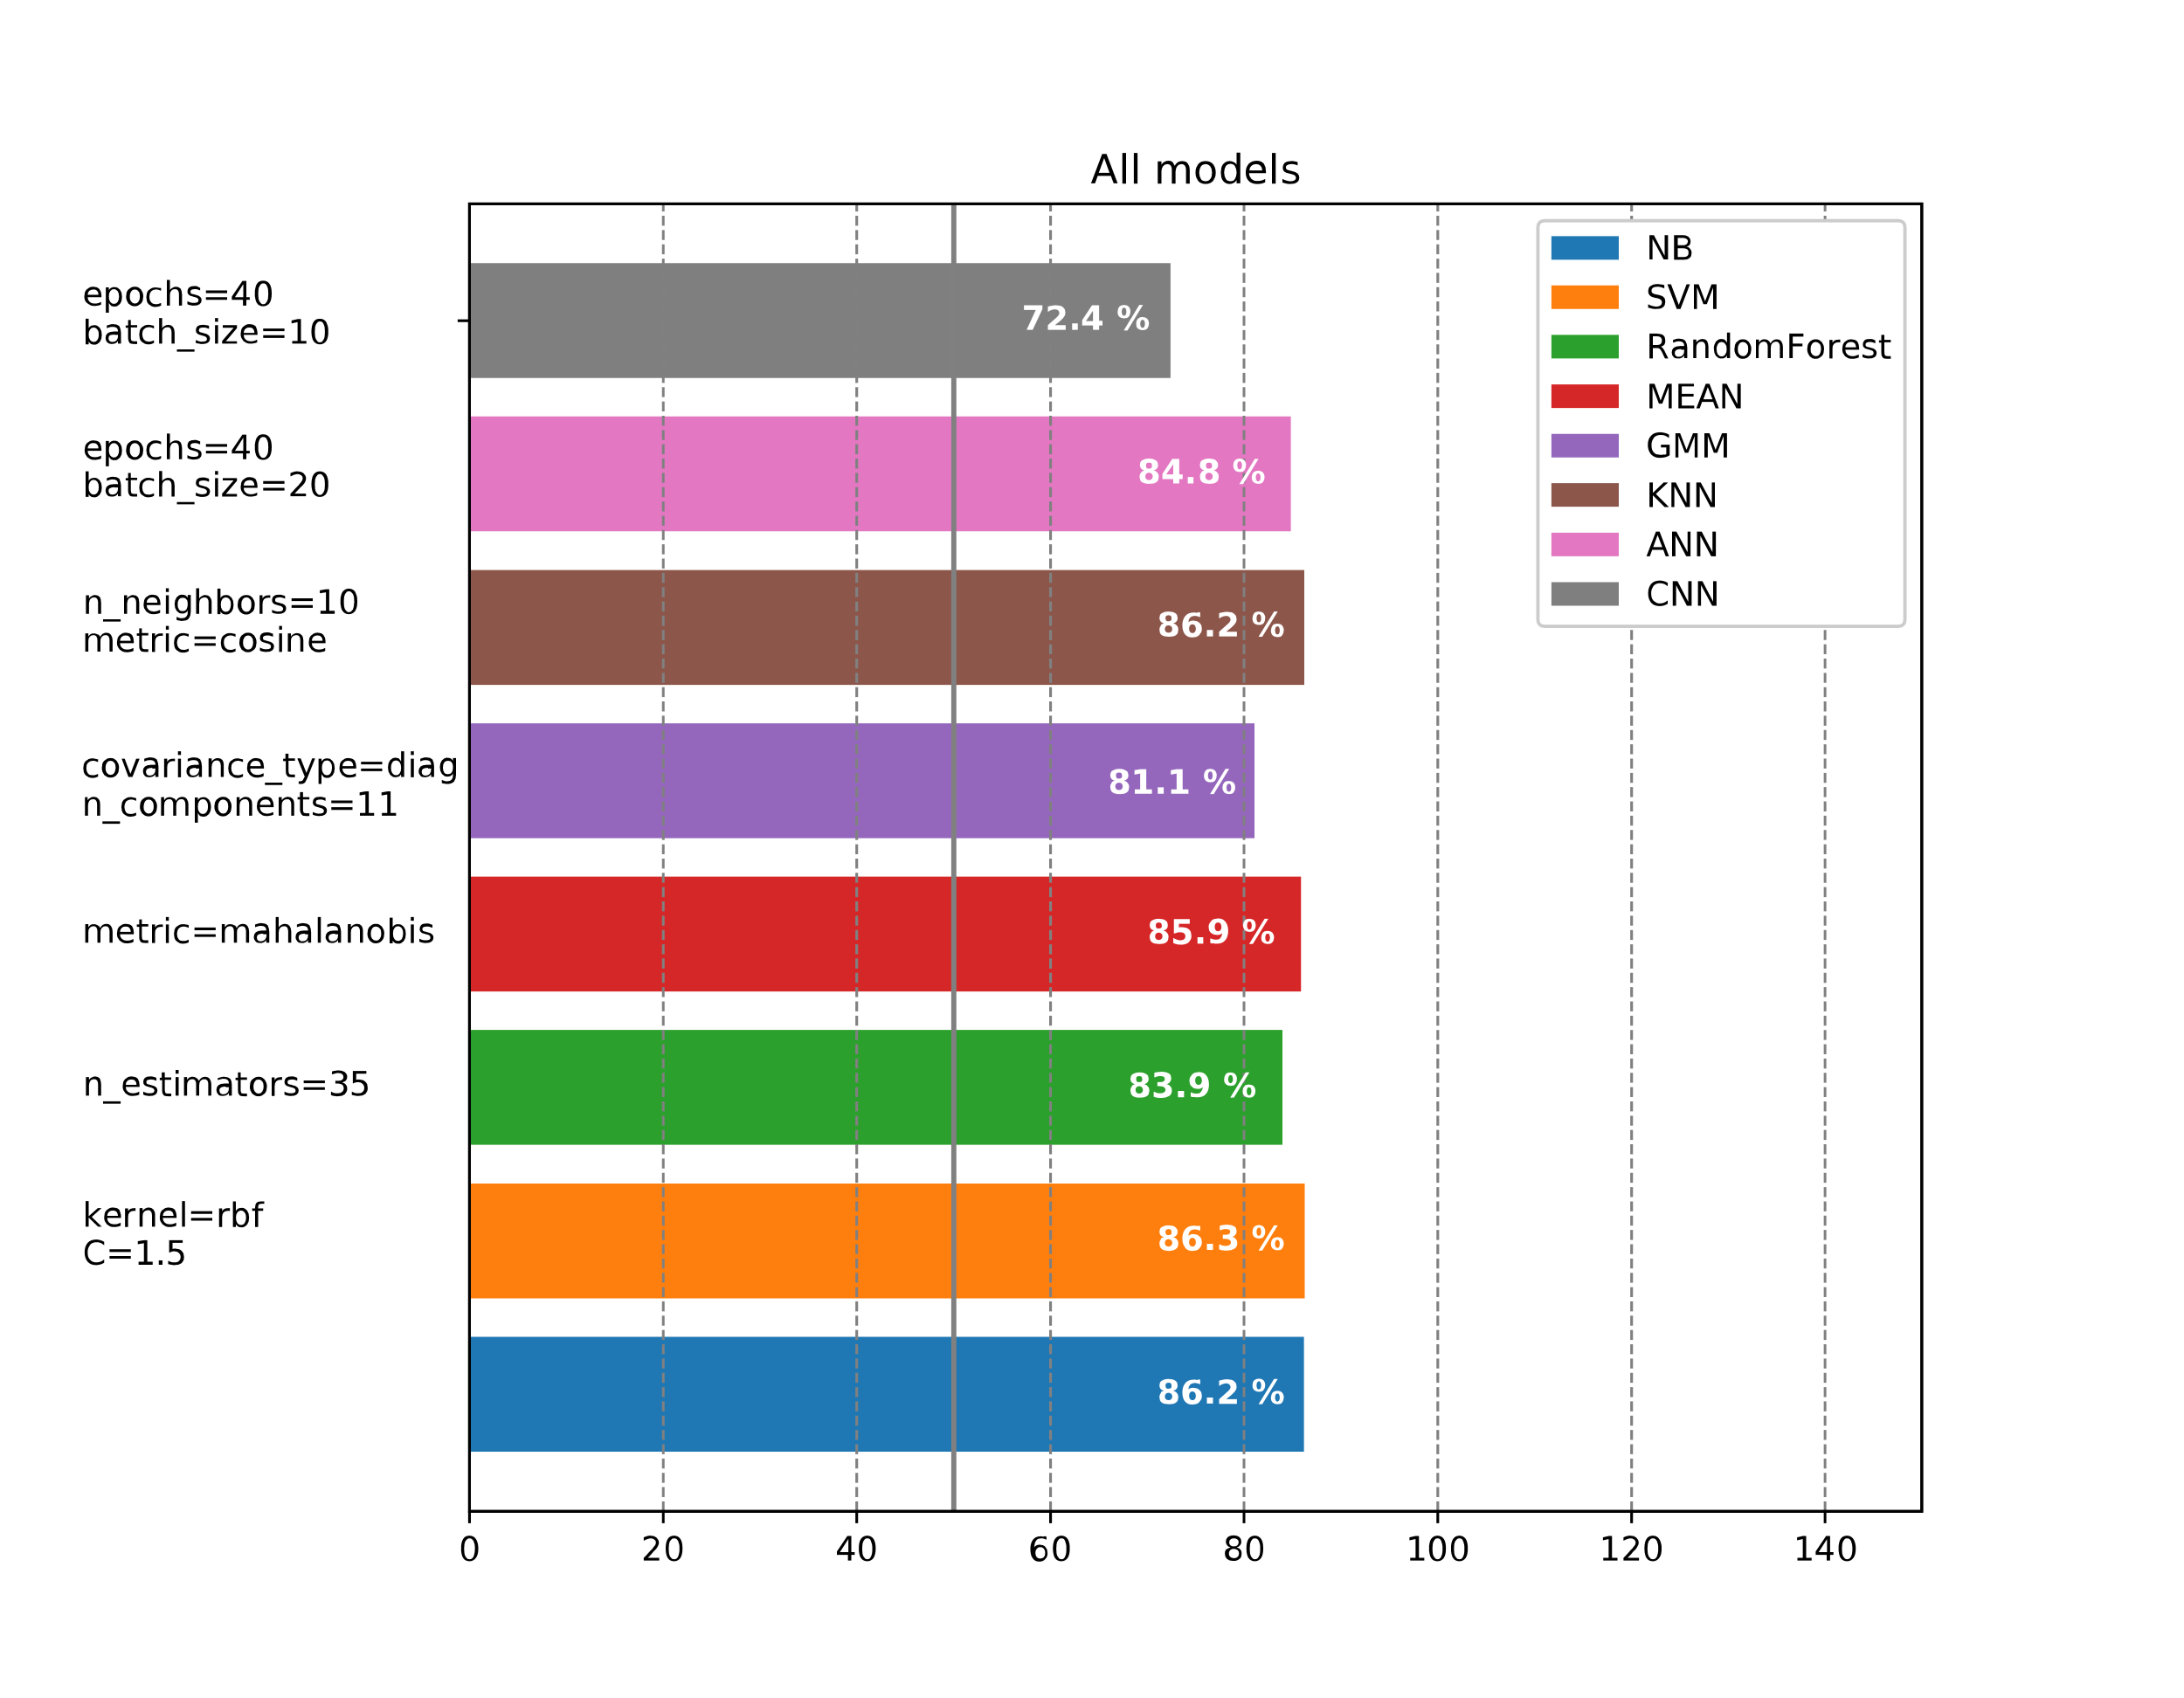 All models
epochs=40
batch_size=10
72.4 %
epochs=40
batch_size=20
84.8 %
n_neighbors=10
metric=cosine
86.2 %
covariance_type=diag
n_components=11
81.1 %
metric=mahalanobis
85.9 %
n_estimators=35
83.9 %
kernel=rbf
C=1.5
86.3 %
86.2 %
NB
SVM
RandomForest
MEAN
GMM
KNN
ANN
CNN
0 20 40 60 80 100 120 140